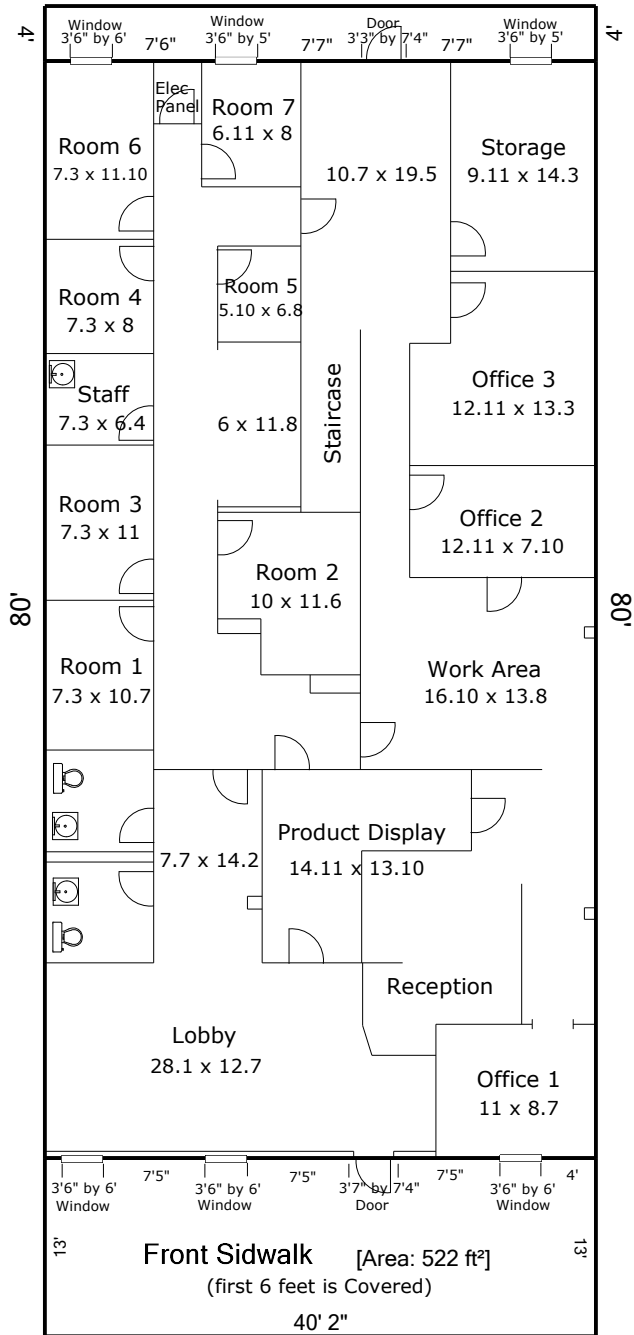 Window
3'6" by 6'
7'6"
Window
3'6" by 5'
7'7"
Door
3'3" by 7'4"
7'7"
Window
3'6" by 5'
4'
4'
Elec
Panel
Room 7
6.11 x 8
Room 6
7.3 x 11.10
10.7 x 19.5
Storage
9.11 x 14.3
Room 5
5.10 x 6.8
Room 4
7.3 x 8
Staff
7.3 x 6.4
6 x 11.8
Staircase
Office 3
12.11 x 13.3
Room 3
7.3 x 11
Office 2
12.11 x 7.10
Room 2
10 x 11.6
80'
80'
Room 1
7.3 x 10.7
Work Area
16.10 x 13.8
Product Display
14.11 x 13.10
7.7 x 14.2
Reception
Lobby
28.1 x 12.7
Office 1
11 x 8.7
3'6" by 6'
Window
7'5"
3'6" by 6'
Window
7'5"
3'7" by 7'4"
Door
7'5"
3'6" by 6'
Window
4'
13'
13'
Front Sidwalk [Area: 522 ft²]
(first 6 feet is Covered)
40' 2"